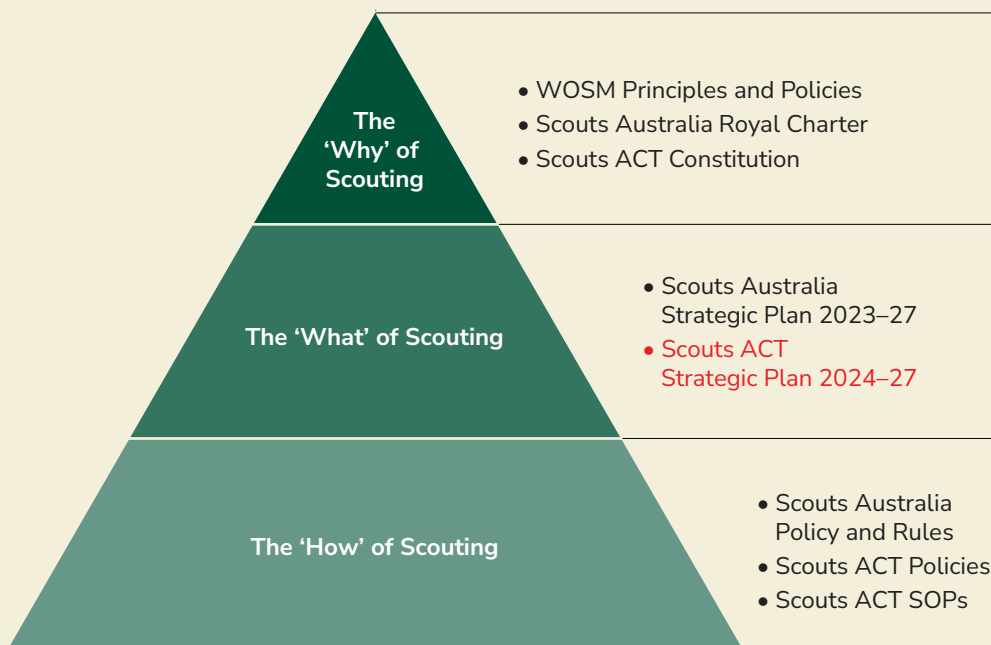 The
‘Why’ of
Scouting
• WOSM Principles and Policies
• Scouts Australia Royal Charter
• Scouts ACT Constitution
The ‘What’ of Scouting
• Scouts Australia
Strategic Plan 2023–27
• Scouts ACT
Strategic Plan 2024–27
The ‘How’ of Scouting
• Scouts Australia
Policy and Rules
• Scouts ACT Policies
• Scouts ACT SOPs